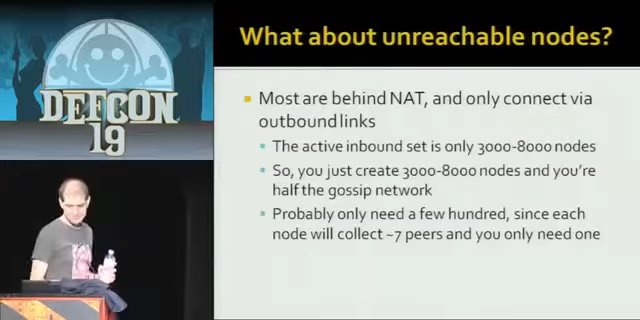 DEFCON
19
What about unreachable nodes?
Most are behind NAT, and only connect via
outbound links
The active inbound set is only 3000-8000 nodes
So, you just create 3000-8000 nodes and you're
half the gossip network
Probably only need a few hundred, since each
node will collect ~7 peers and you only need one